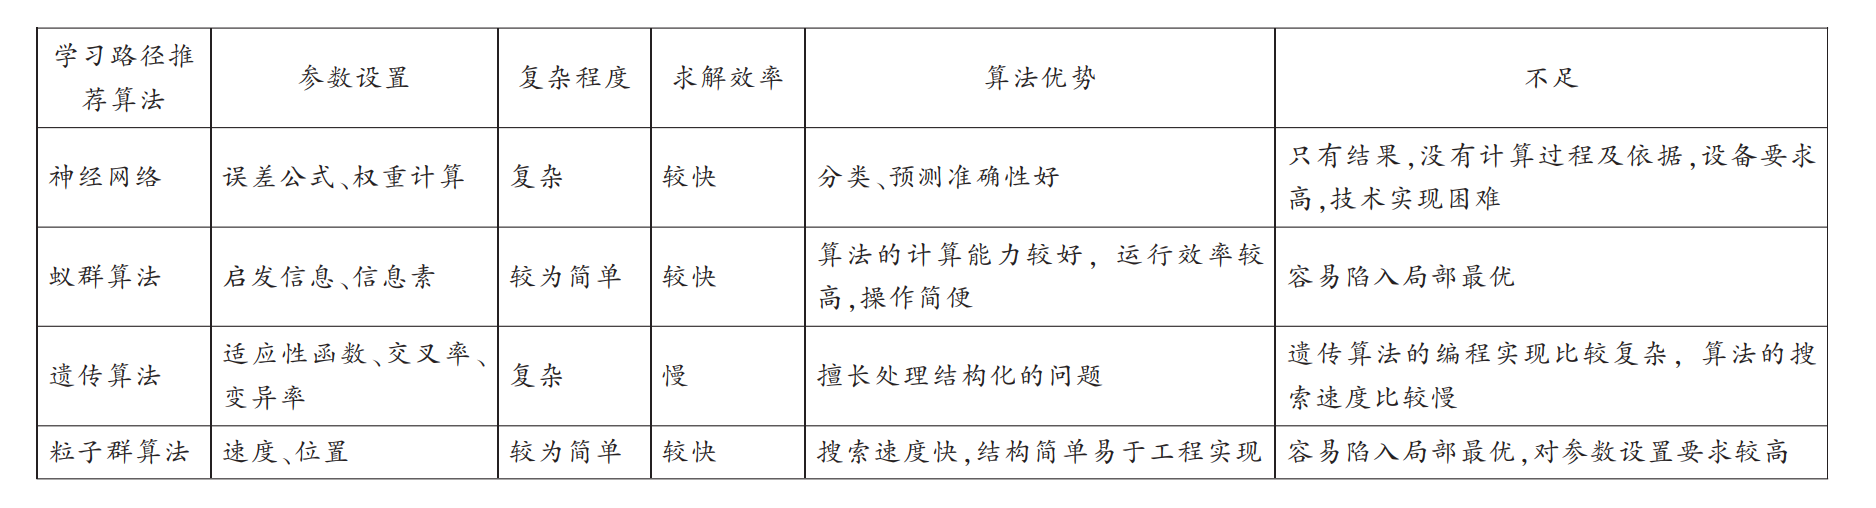 学习路径推
荐算法
参数设置
复杂程度
求解效率
算法优势
不足
神经网络
误差公式、权重计算
复杂
较快
分类、预测准确性好
只有结果,没有计算过程及依据,设备要求
高,技术实现困难
蚁群算法
启发信息、信息素
较为简单
较快
算法的计算能力较好,运行效率较
高,操作简便
容易陷入局部最优
遗传算法
适应性函数、交叉率、
变异率
复杂
慢
擅长处理结构化的问题
遗传算法的编程实现比较复杂,算法的搜
索速度比较慢
粒子群算法
速度、位置
较为简单
较快
搜索速度快,结构简单易于工程实现
容易陷入局部最优,对参数设置要求较高